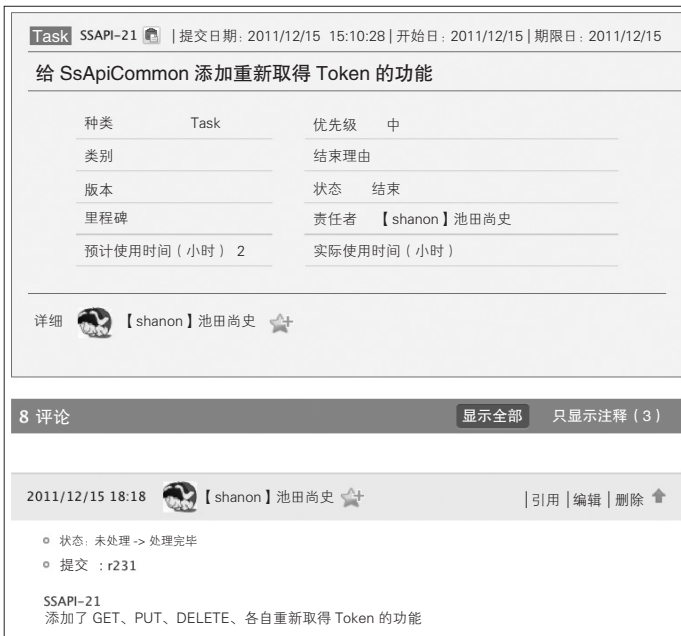 Task SSAPI-21 |提交日期：2011/12/15 15:10:28|开始日：2011/12/15|期限日：2011/12/15
给 SsApiCommon 添加重新取得 Token 的功能
种类 Task 优先级 中
类别 结束理由
版本 状态 结束
里程碑 责任者 【shanon】池田尚史
预计使用时间（小时） 2 实际使用时间（小时）
详细 【shanon】池田尚史
8 评论 显示全部 只显示注释（3）
2011/12/15 18:18 【shanon】池田尚史 |引用|编辑|删除
状态：未处理 -> 处理完毕
提交 ：r231
SSAPI-21
添加了 GET、PUT、DELETE、各自重新取得 Token 的功能